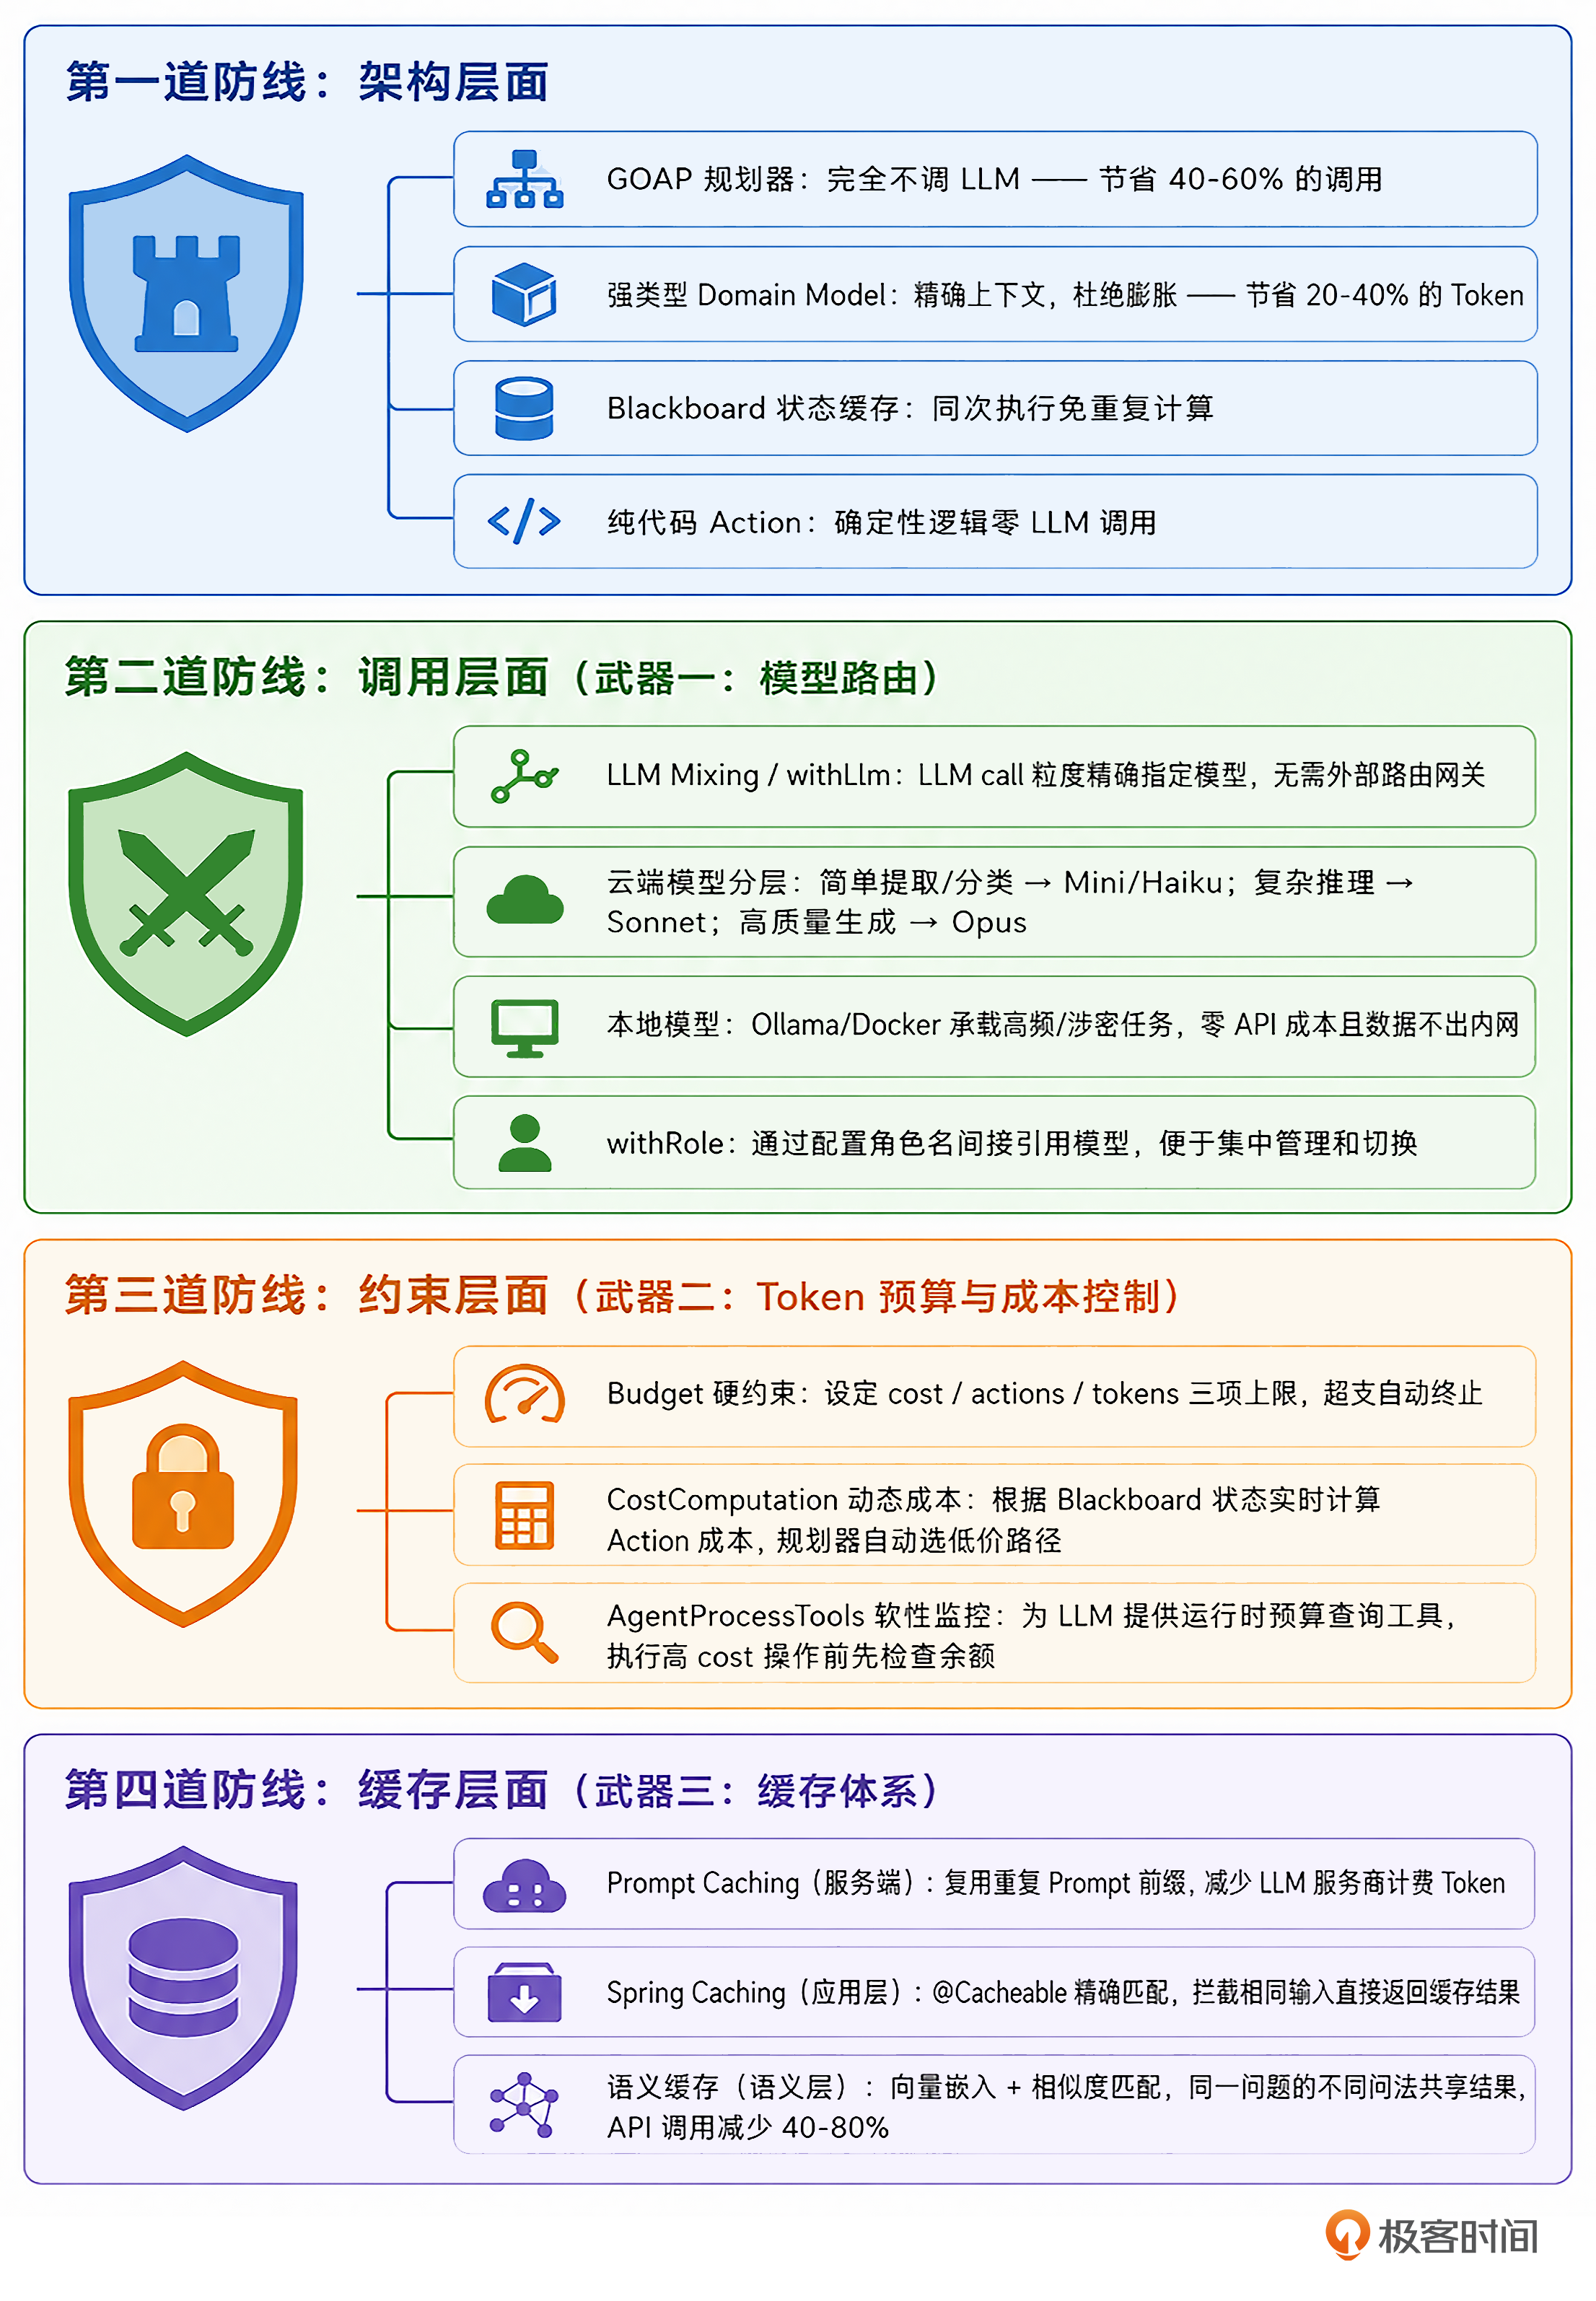 第一道防线：架构层面
GOAP 规划器：完全不调 LLM —— 节省 40-60% 的调用
强类型 Domain Model：精确上下文，杜绝膨胀 —— 节省 20-40% 的 Token
Blackboard 状态缓存：同次执行免重复计算
</>
纯代码 Action：确定性逻辑零 LLM 调用
第二道防线：调用层面（武器一：模型路由）
LLM Mixing / withLlm：LLM call 粒度精确指定模型，无需外部路由网关
云端模型分层：简单提取/分类 → Mini/Haiku；复杂推理 →
Sonnet；高质量生成 → Opus
本地模型：Ollama/Docker 承载高频/涉密任务，零 API 成本且数据不出内网
withRole：通过配置角色名间接引用模型，便于集中管理和切换
第三道防线：约束层面（武器二：Token 预算与成本控制）
Budget 硬约束：设定 cost / actions / tokens 三项上限，超支自动终止
CostComputation 动态成本：根据 Blackboard 状态实时计算
Action 成本，规划器自动选低价路径
AgentProcessTools 软性监控：为 LLM 提供运行时预算查询工具，
执行高 cost 操作前先检查余额
第四道防线：缓存层面（武器三：缓存体系）
Prompt Caching（服务端）：复用重复 Prompt 前缀，减少 LLM 服务商计费 Token
Spring Caching（应用层）：@Cacheable 精确匹配，拦截相同输入直接返回缓存结果
语义缓存（语义层）：向量嵌入 + 相似度匹配，同一问题的不同问法共享结果，
API 调用减少 40-80%
极客时间